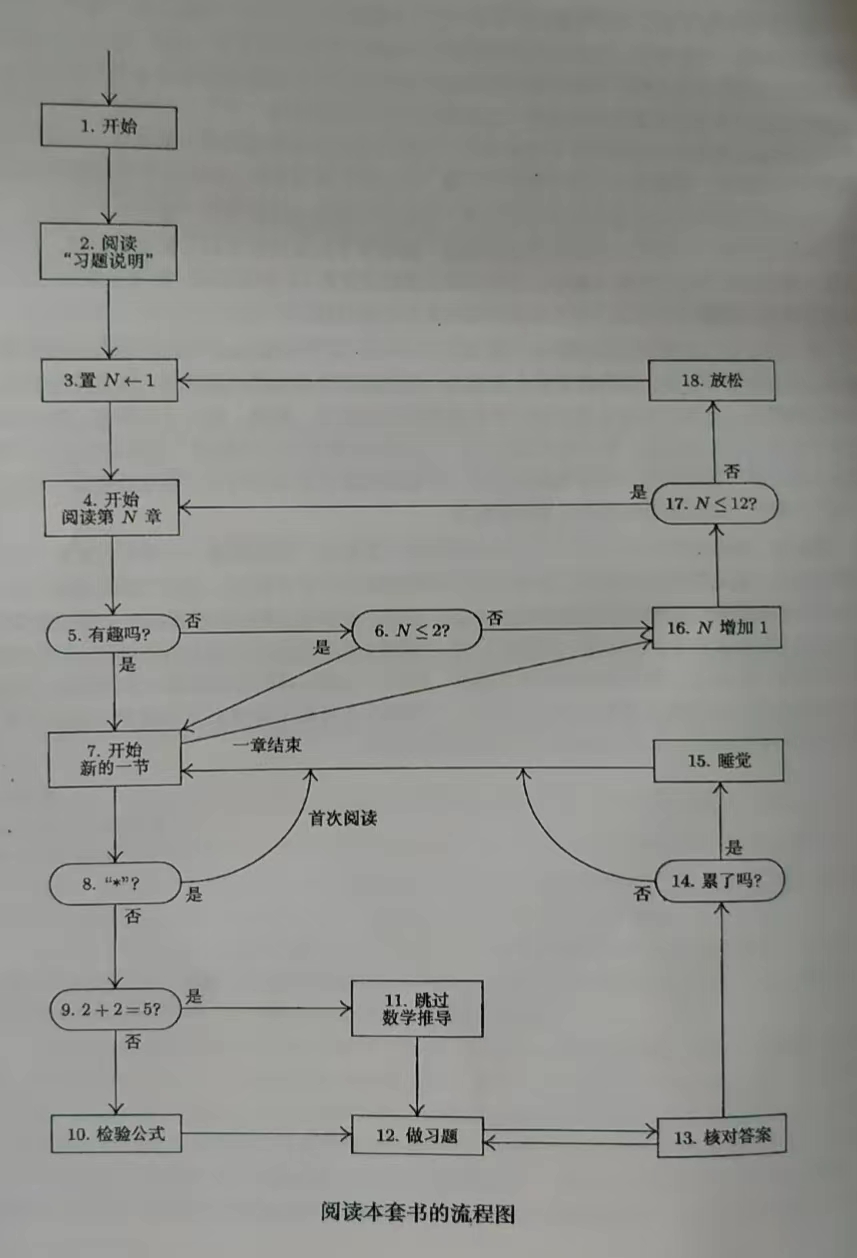 1. 开始
2. 阅读
“习题说明”
3.置 N←1
18. 放松
否
4. 开始
阅读第 N 章
是
17. N≤12?
5. 有趣吗?
否
6. N≤2?
否
16. N 增加 1
是
是
7. 开始
新的一节
一章结束
15. 睡觉
首次阅读
是
8. “*”?
是
否
14. 累了吗?
否
9. 2+2=5?
是
11. 跳过
数学推导
否
10. 检验公式
12. 做习题
13. 核对答案
阅读本套书的流程图